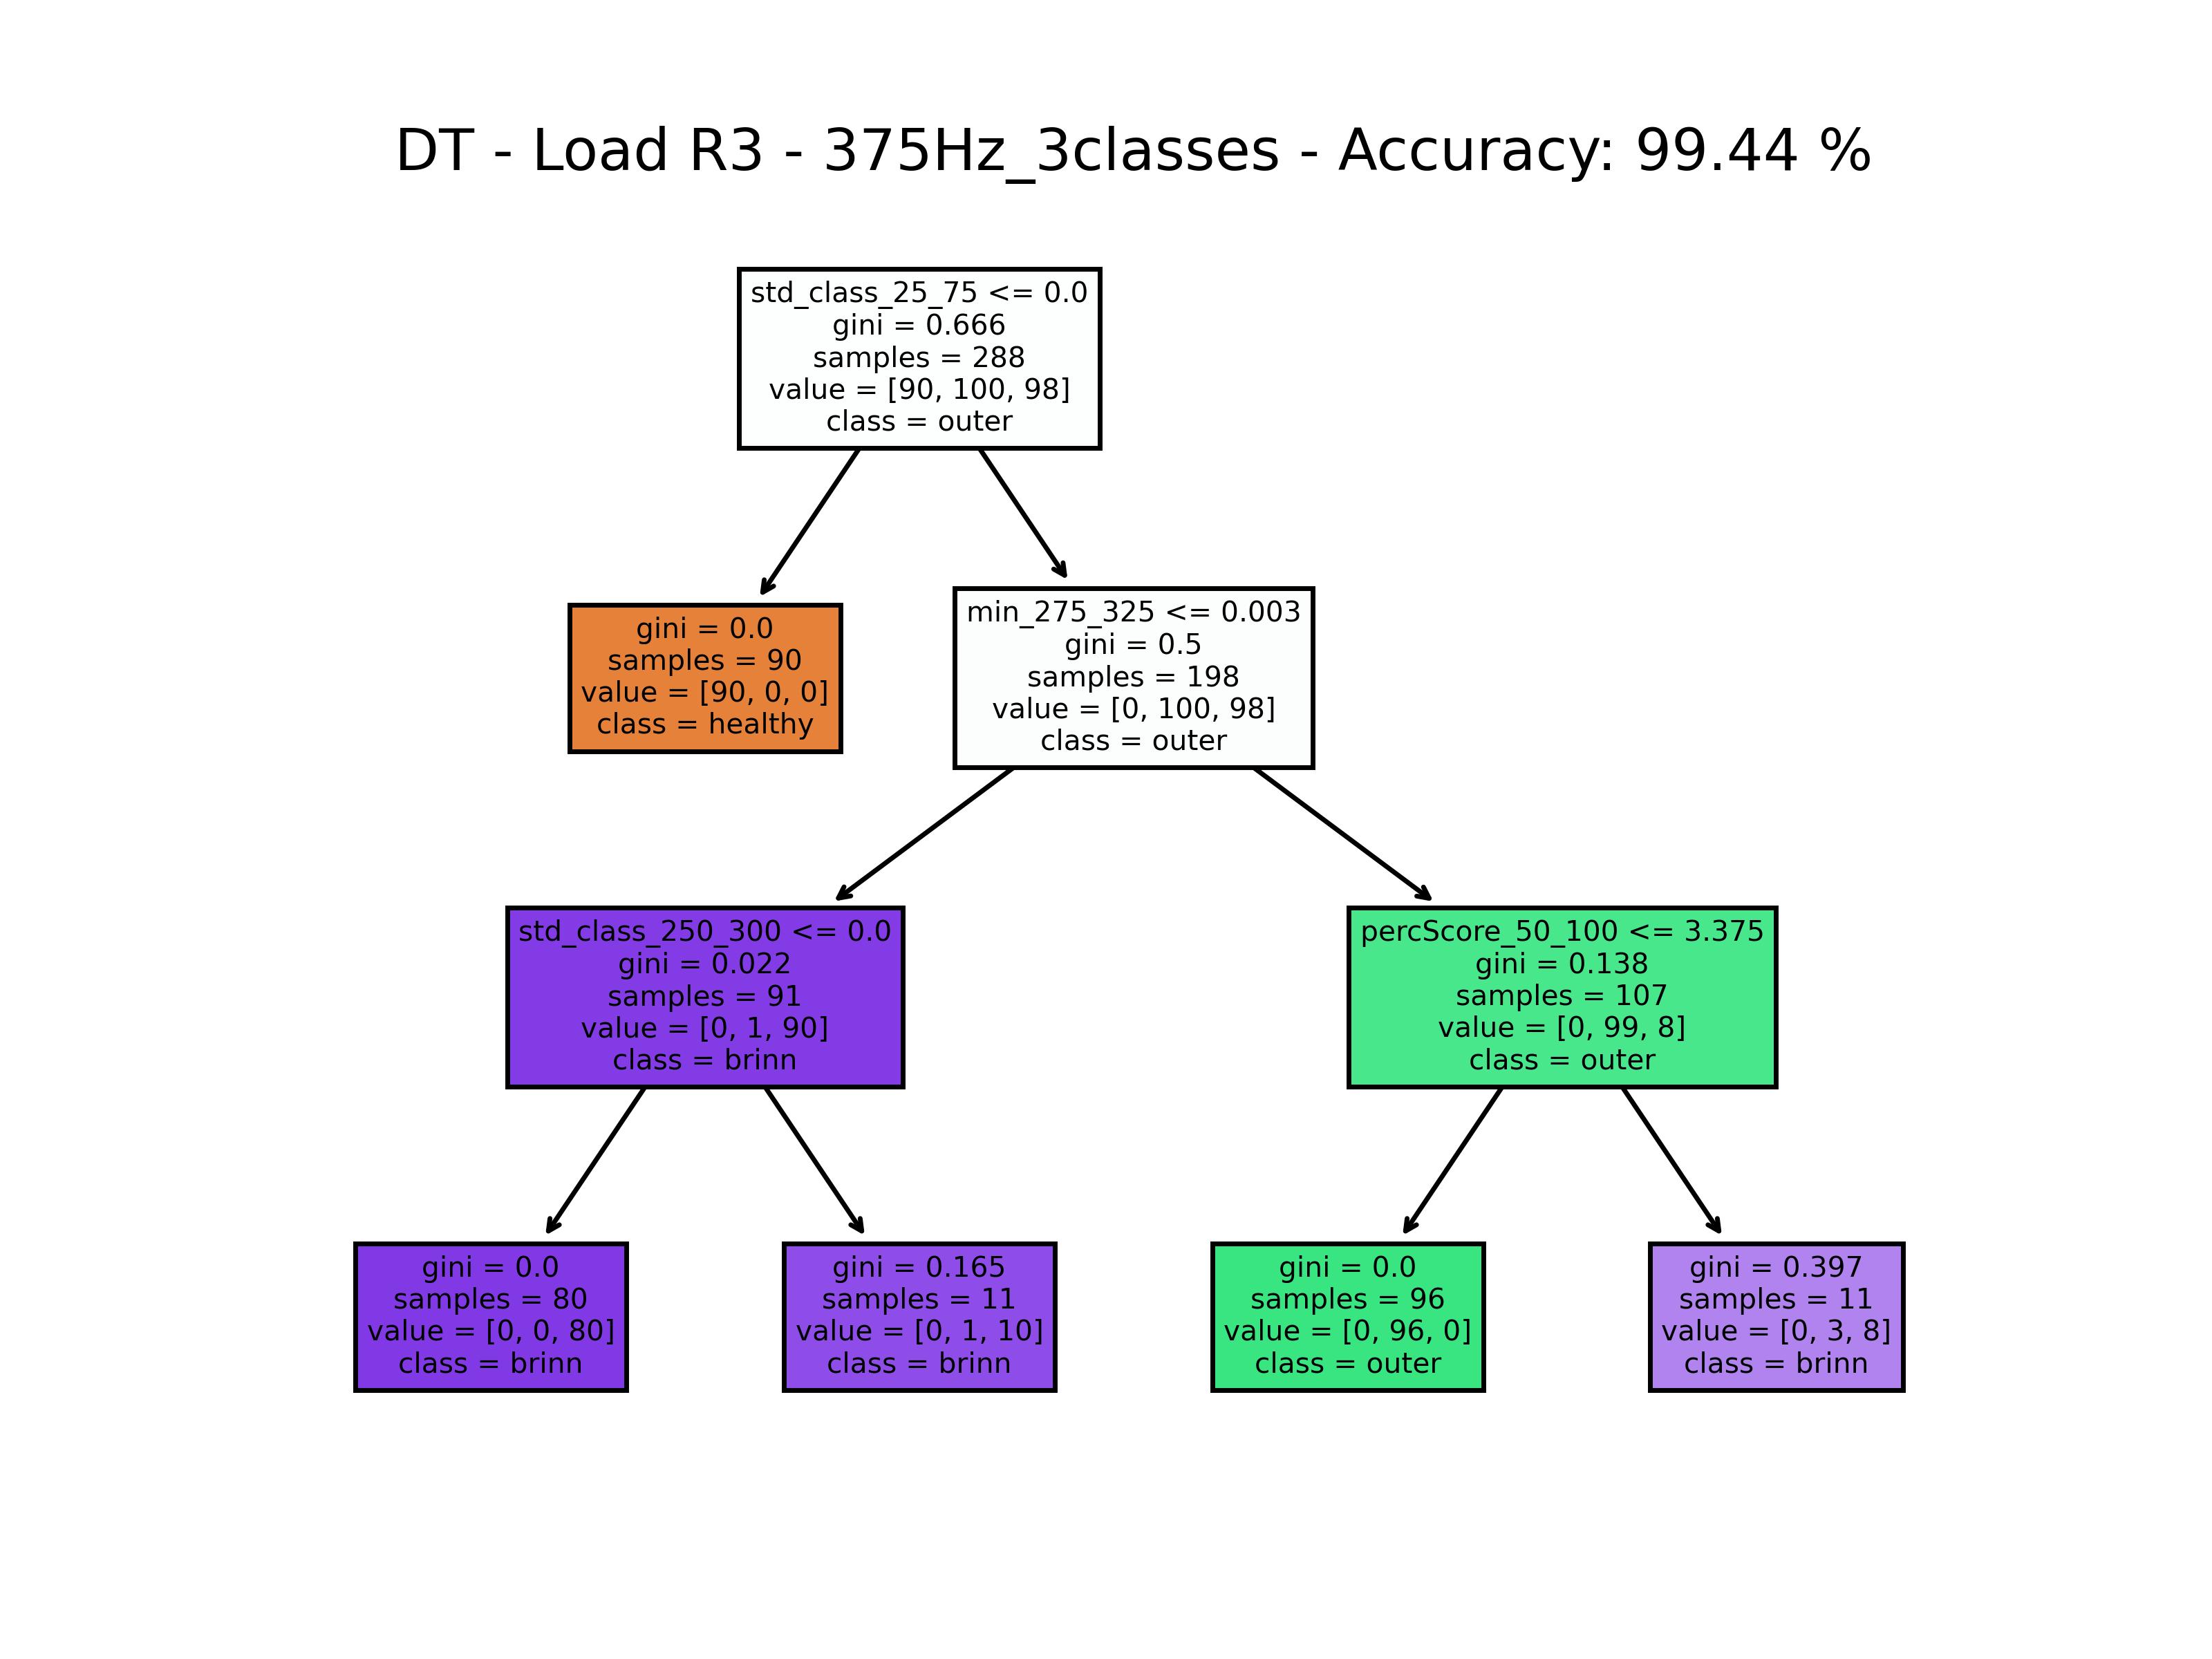 DT - Load R3 - 375Hz_3classes - Accuracy: 99.44 %
std_class_25_75 <= 0.0
gini = 0.666
samples = 288
value = [90, 100, 98]
class = outer
gini = 0.0
samples = 90
value = [90, 0, 0]
class = healthy
min_275_325 <= 0.003
gini = 0.5
samples = 198
value = [0, 100, 98]
class = outer
std_class_250_300 <= 0.0
gini = 0.022
samples = 91
value = [0, 1, 90]
class = brinn
percScore_50_100 <= 3.375
gini = 0.138
samples = 107
value = [0, 99, 8]
class = outer
gini = 0.0
samples = 80
value = [0, 0, 80]
class = brinn
gini = 0.165
samples = 11
value = [0, 1, 10]
class = brinn
gini = 0.0
samples = 96
value = [0, 96, 0]
class = outer
gini = 0.397
samples = 11
value = [0, 3, 8]
class = brinn